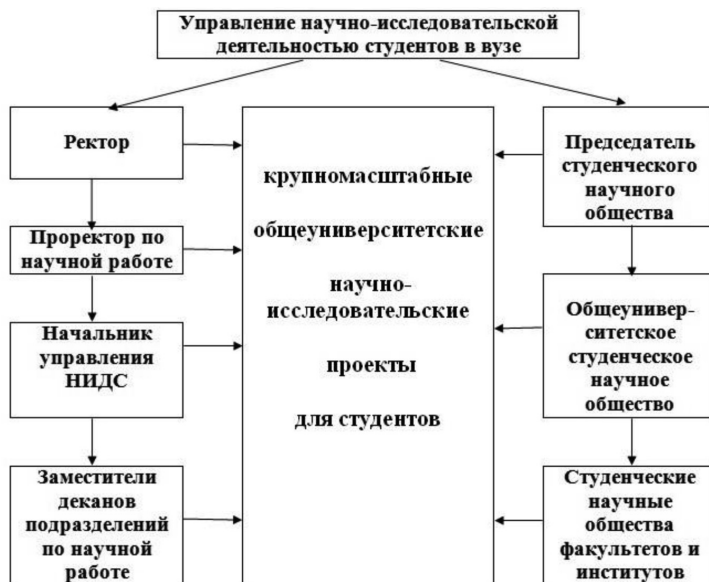 Управление научно-исследовательской
деятельностью студентов в вузе
Ректор
Проректор по
научной работе
Начальник
управления
НИДС
Заместители
деканов
подразделений
по научной
работе
крупномасштабные
общеуниверситетские
научно-
исследовательские
проекты
для студентов
Председатель
студенческого
научного
общества
Общеунивер-
ситетское
студенческое
научное
общество
Студенческие
научные
общества
факультетов и
институтов